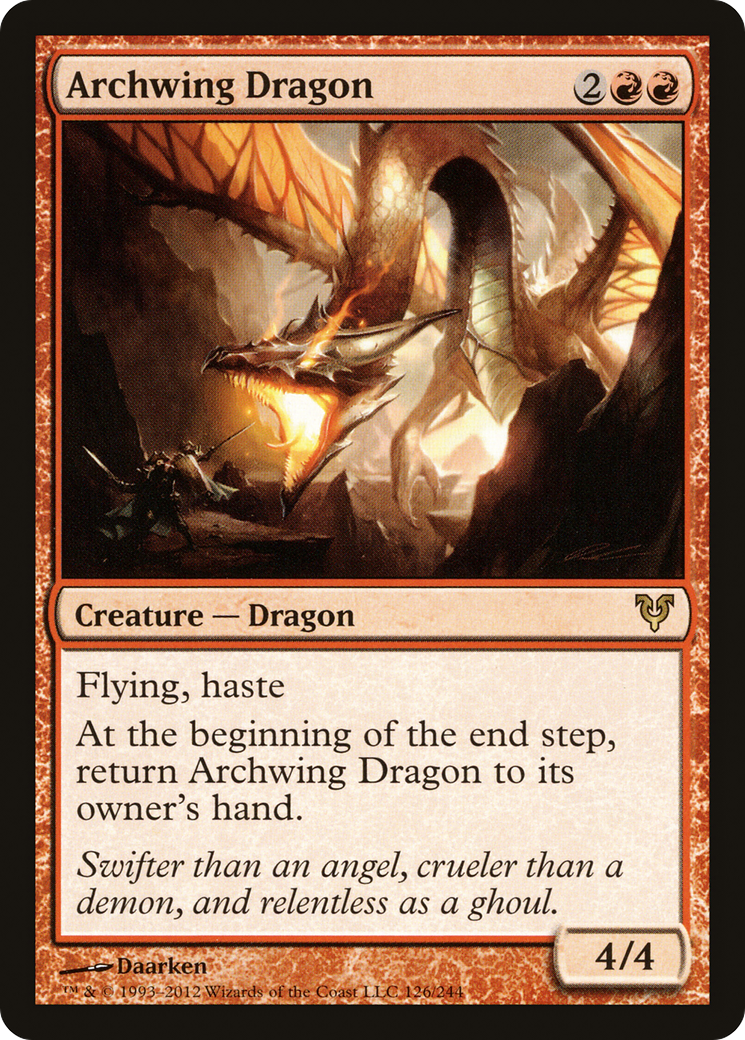 Archwing Dragon 2
Creature — Dragon
Flying, haste
At the beginning of the end step,
return Archwing Dragon to its
owner's hand.
Swifter than an angel, crueler than a
demon, and relentless as a ghoul.
4/4
Daarken
™ & © 1993–2012 Wizards of the Coast LLC 126/244